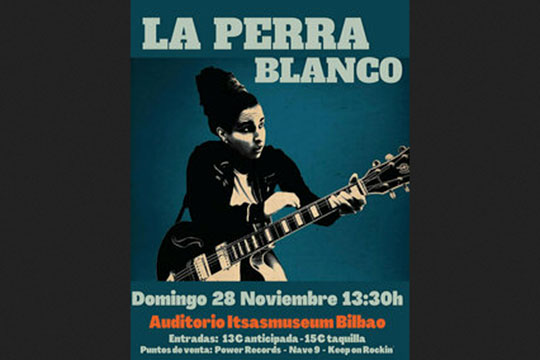 LA PERRA
BLANCO
Domingo 28 Noviembre 13:30h
Auditorio Itsasmuseum Bilbao
Entradas: 13€ anticipada - 15€ taquilla
Puntos de venta: Power Records - Nave 9 - Keep on Rockin'